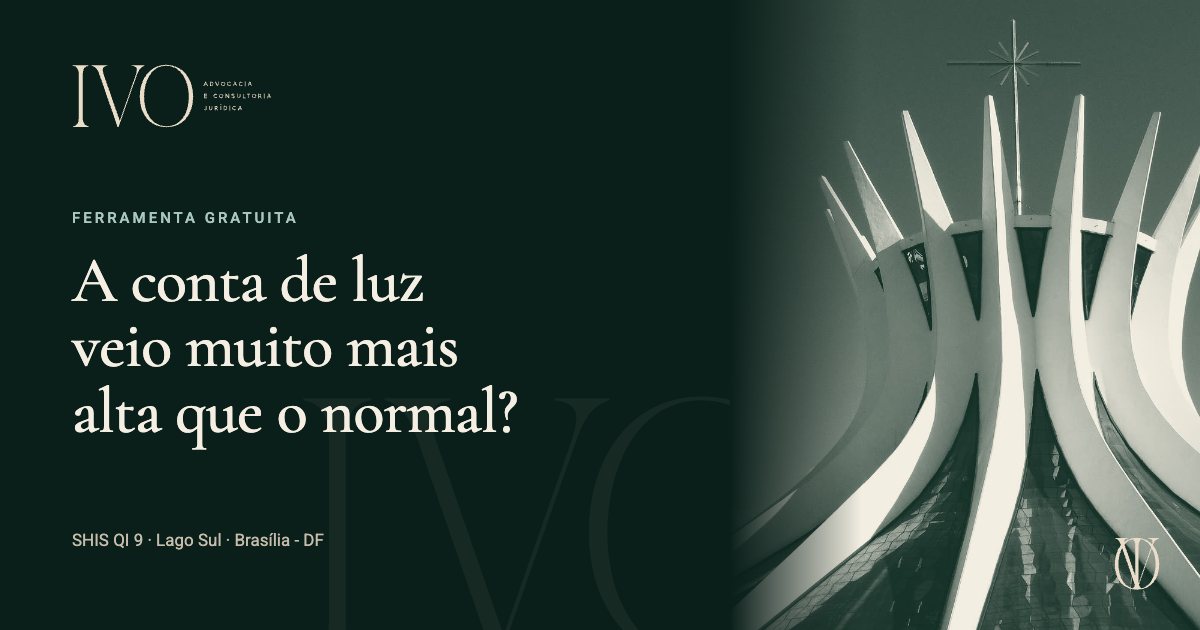 IVO
ADVOCACIA
E CONSULTORIA
JURÍDICA
FERRAMENTA GRATUITA
A conta de luz
veio muito mais
alta que o normal?
IVO
SHIS QI 9 · Lago Sul · Brasília - DF